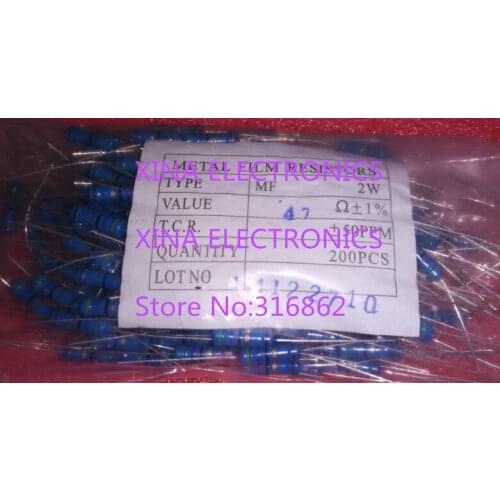 METAL FILM RESISTORS
XINA ELECTRONICS
TYPE MF 2W
VALUE 47 Ω±1%
T.C.R. ±50PPM
XINA ELECTRONICS
QUANTITY 200PCS
LOT NO
Store No:316862